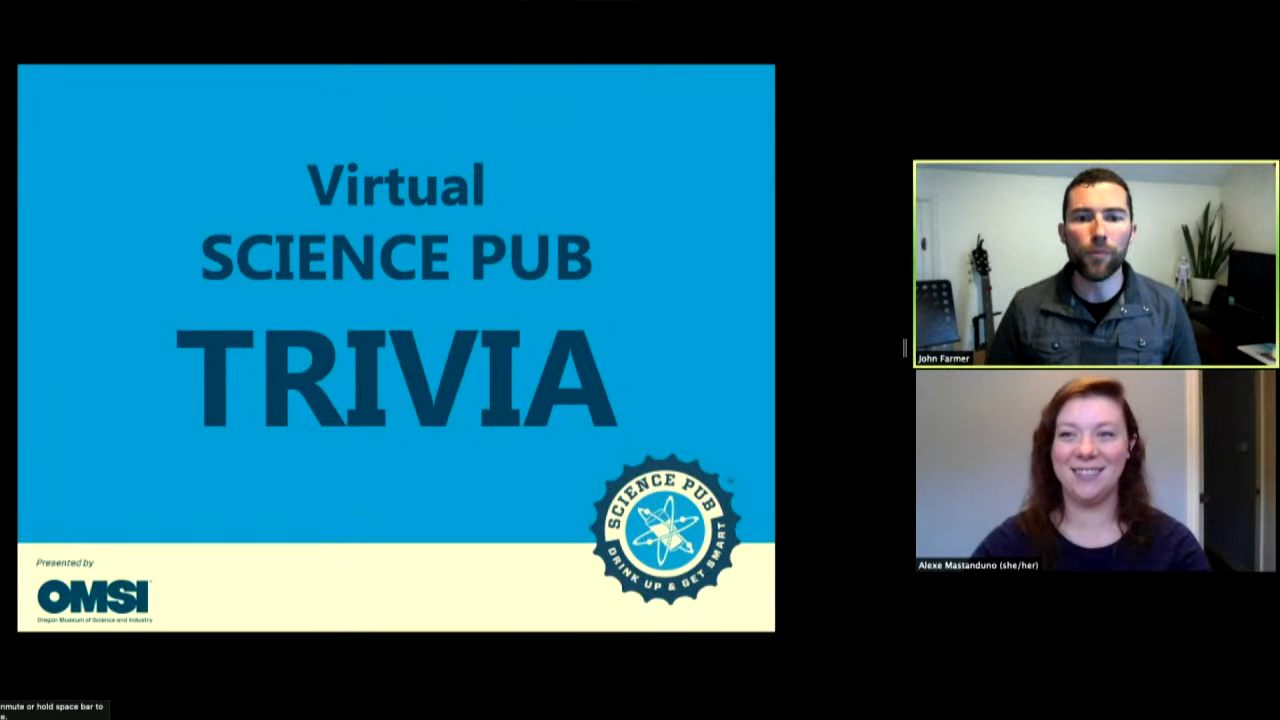 Virtual
SCIENCE PUB
TRIVIA
SCIENCE PUB
DRINK UP & GET SMART
Presented by
OMSI
Oregon Museum of Science and Industry
John Farmer
Alexe Mastanduno (she/her)
nmute or hold space bar to
e.